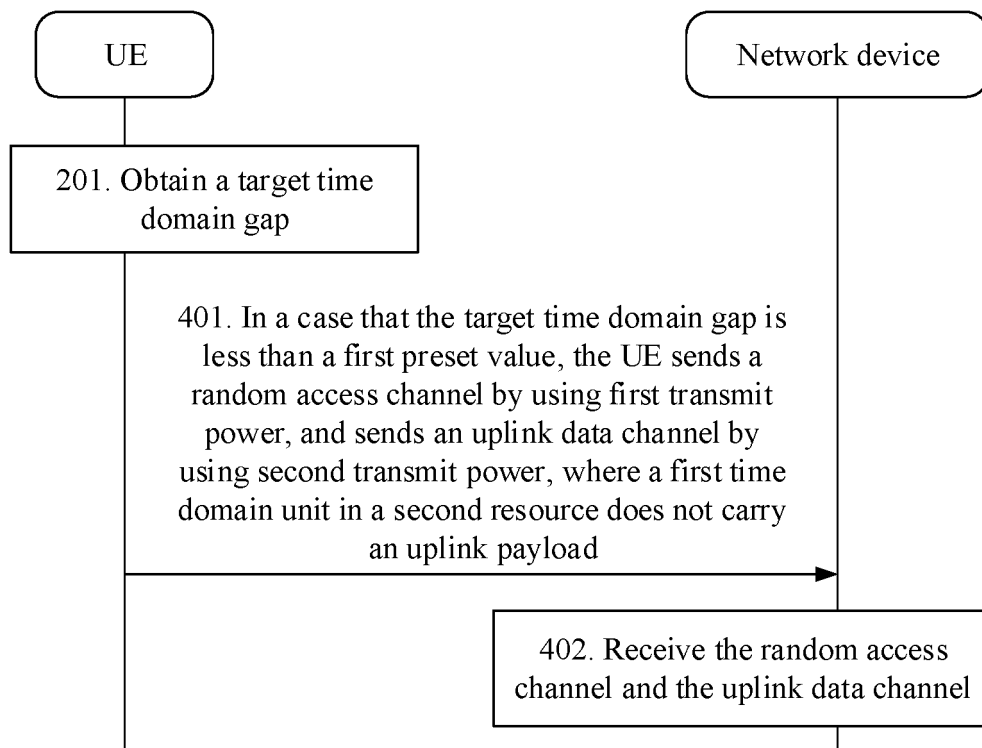 UE
Network device
201. Obtain a target time
domain gap
401. In a case that the target time domain gap is
less than a first preset value, the UE sends a
random access channel by using first transmit
power, and sends an uplink data channel by
using second transmit power, where a first time
domain unit in a second resource does not carry
an uplink payload
402. Receive the random access
channel and the uplink data channel